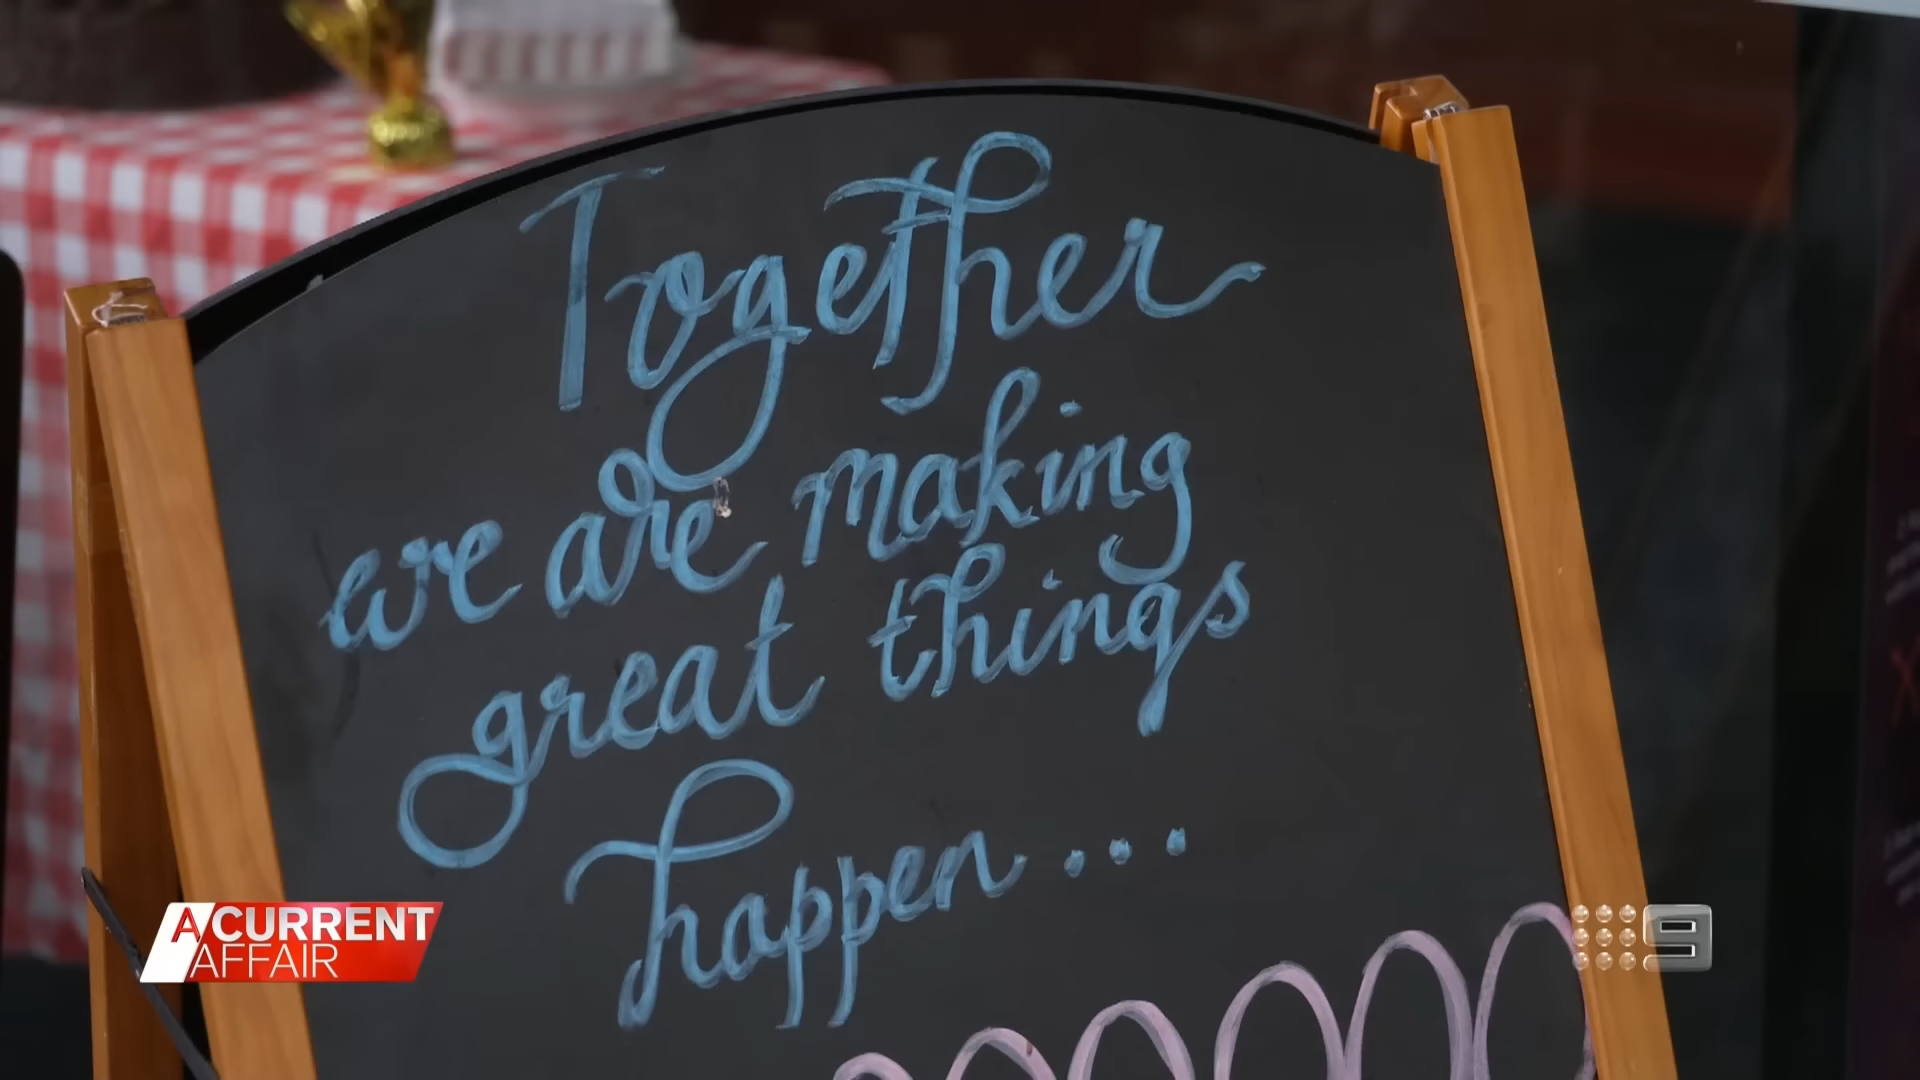 Together
we are making
great things
happen...
A CURRENT
AFFAIR
9